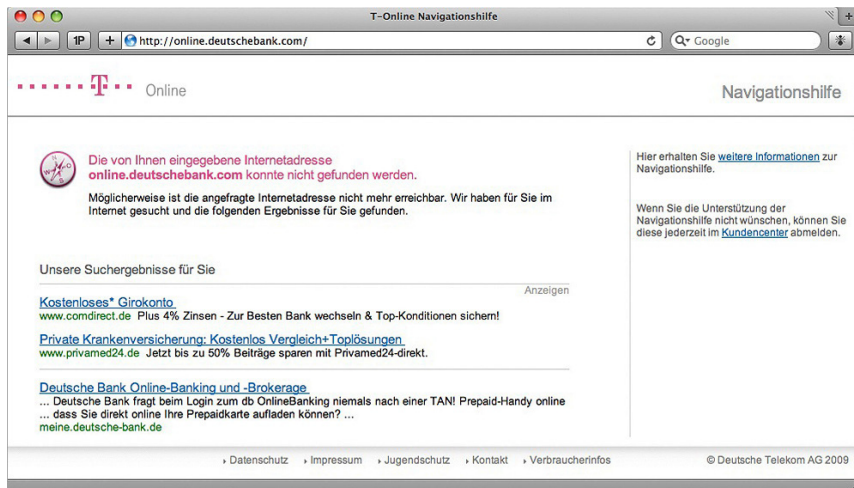 T-Online Navigationshilfe
1P
+
http://online.deutschebank.com/
Google
+
T
Online
Navigationshilfe
Die von Ihnen eingegebene Internetadresse
online.deutschebank.com konnte nicht gefunden werden.
Möglicherweise ist die angefragte Internetadresse nicht mehr erreichbar. Wir haben für Sie im
Internet gesucht und die folgenden Ergebnisse für Sie gefunden.
Hier erhalten Sie weitere Informationen zur
Navigationshilfe.
Wenn Sie die Unterstützung der
Navigationshilfe nicht wünschen, können Sie
diese jederzeit im Kundencenter abmelden.
Unsere Suchergebnisse für Sie
Anzeigen
Kostenloses* Girokonto
www.comdirect.de Plus 4% Zinsen - Zur Besten Bank wechseln & Top-Konditionen sichern!
Private Krankenversicherung: Kostenlos Vergleich+Toplösungen
www.privamed24.de Jetzt bis zu 50% Beiträge sparen mit Privamed24-direkt.
Deutsche Bank Online-Banking und -Brokerage
... Deutsche Bank fragt beim Login zum db OnlineBanking niemals nach einer TAN! Prepaid-Handy online
... dass Sie direkt online Ihre Prepaidkarte aufladen können? ...
meine.deutsche-bank.de
Datenschutz Impressum Jugendschutz Kontakt Verbraucherinfos
© Deutsche Telekom AG 2009